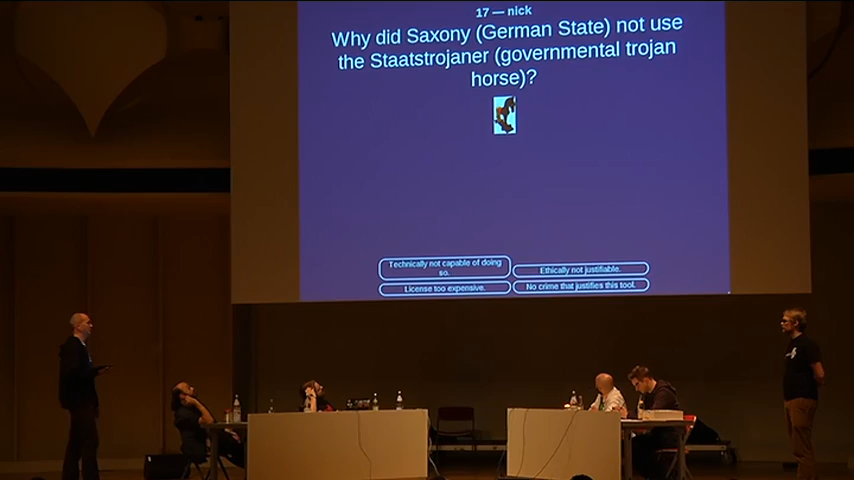 17 — nick
Why did Saxony (German State) not use
the Staatstrojaner (governmental trojan
horse)?
Technically not capable of doing
so.
Ethically not justifiable.
License too expensive.
No crime that justifies this tool.